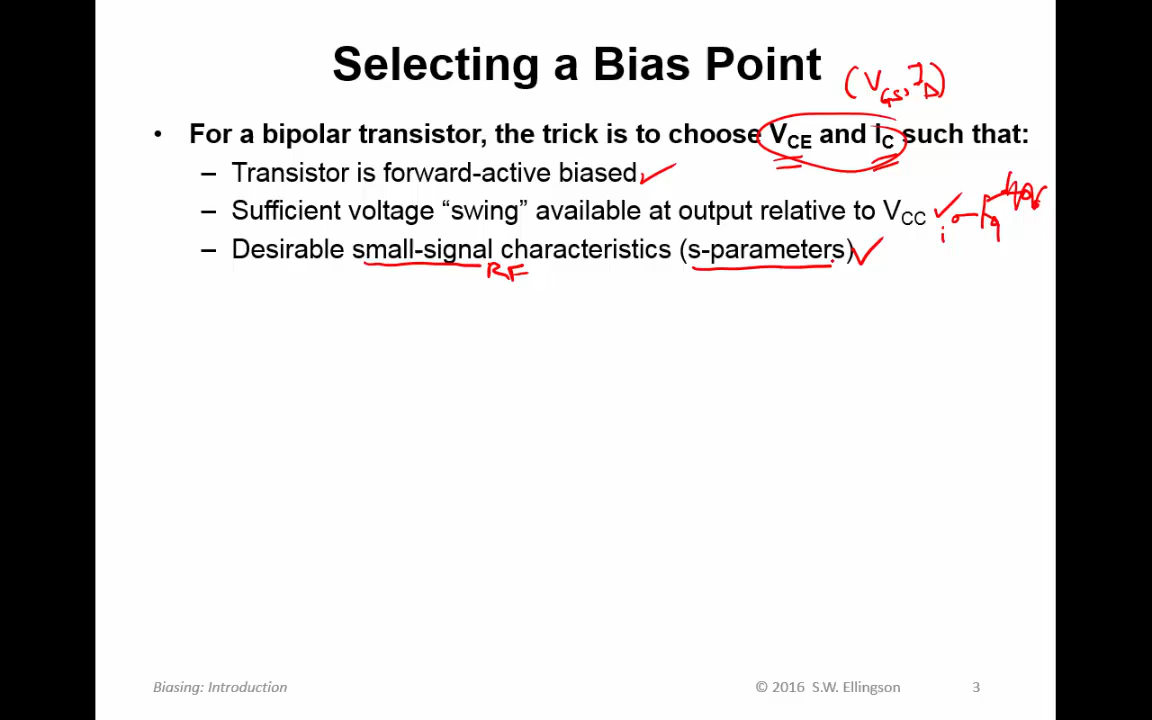 Selecting a Bias Point
(VGS, ID)
• For a bipolar transistor, the trick is to choose VCE and IC such that:
– Transistor is forward-active biased
– Sufficient voltage “swing” available at output relative to VCC
i
– Desirable small-signal characteristics (s-parameters)
RF
Biasing: Introduction © 2016 S.W. Ellingson 3